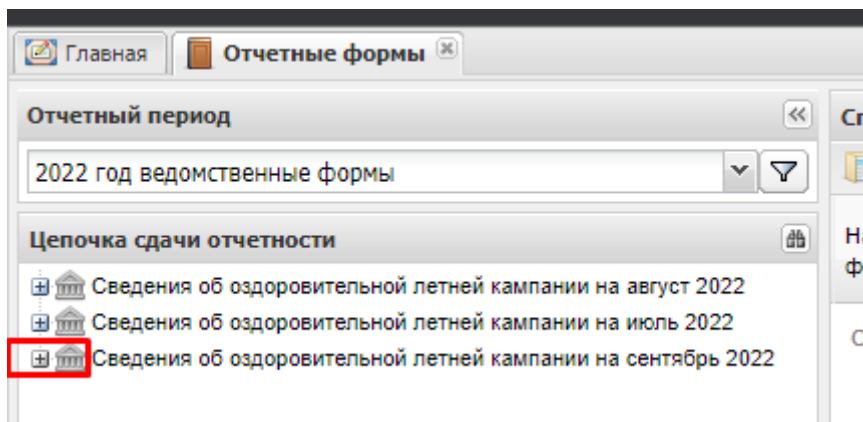 Главная
Отчетные формы
Отчетный период
2022 год ведомственные формы
Цепочка сдачи отчетности
Сведения об оздоровительной летней кампании на август 2022
Сведения об оздоровительной летней кампании на июль 2022
Сведения об оздоровительной летней кампании на сентябрь 2022